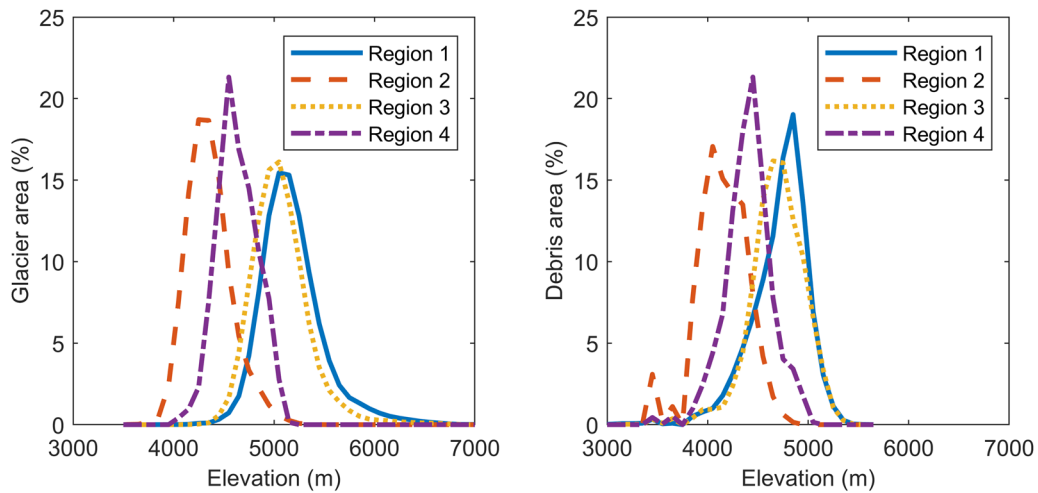 25
20
15
10
5
0
3000 4000 5000 6000 7000
Glacier area (%)
Elevation (m)
Region 1
Region 2
Region 3
Region 4
25
20
15
10
5
0
3000 4000 5000 6000 7000
Debris area (%)
Elevation (m)
Region 1
Region 2
Region 3
Region 4